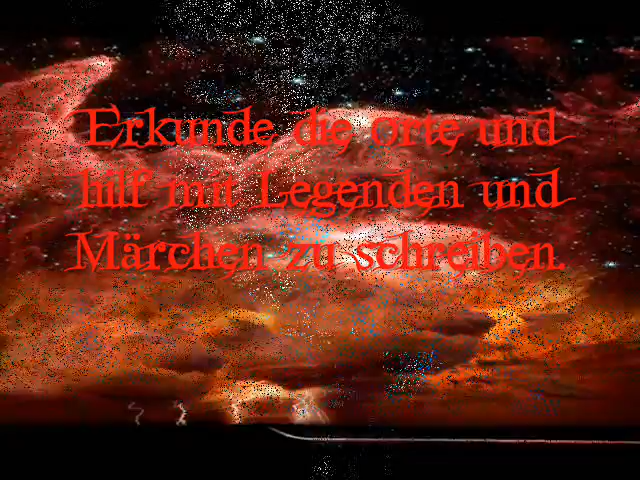 Erkunde die orte und
hilf mit Legenden und
Märchen zu schreiben.